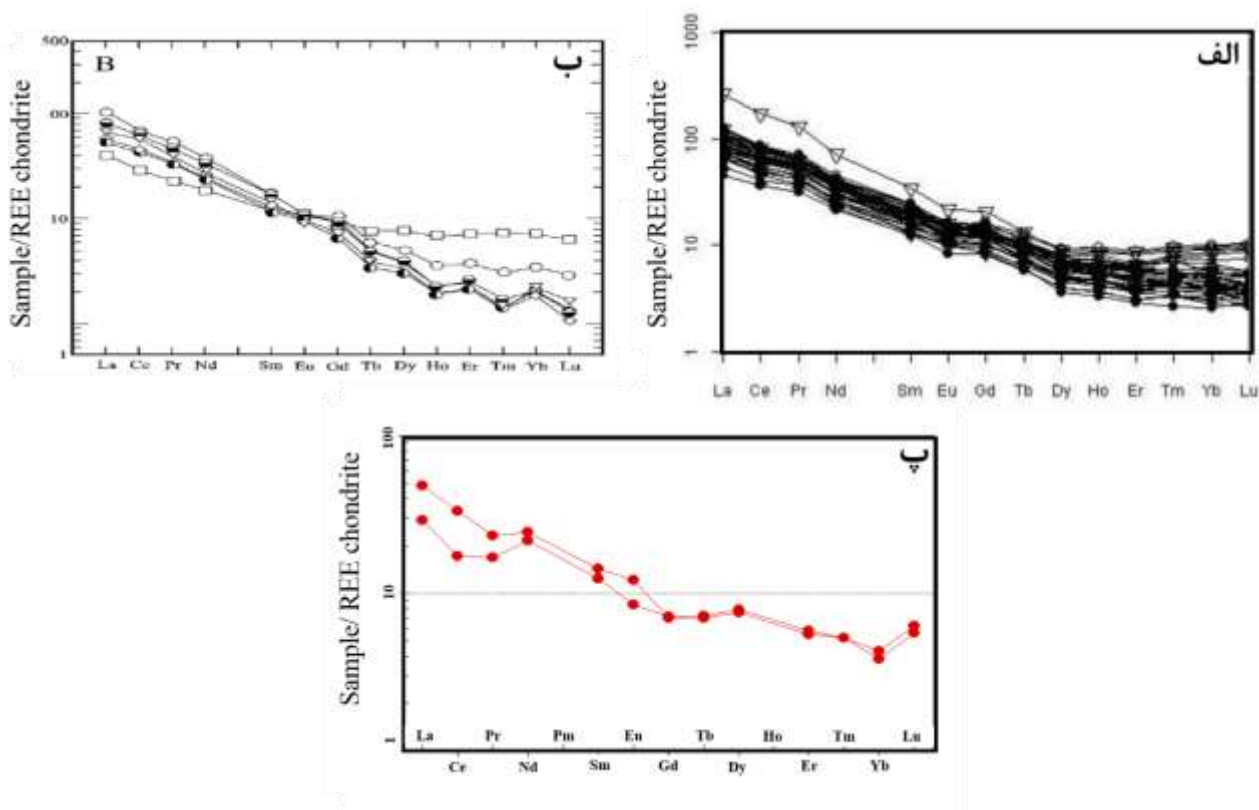 500
B
ب
00
10
1
Sample/REE chondrite
La Ce Pr Nd Sm Eu Gd Tb Dy Ho Er Tm Yb Lu
1000
الف
100
10
1
Sample/REE chondrite
La Ce Pr Nd Sm Eu Gd Tb Dy Ho Er Tm Yb Lu
100
پ
10
1
Sample/ REE chondrite
La Pr Pm Eu Tb Ho Tm Lu
Ce Nd Sm Gd Dy Er Yb